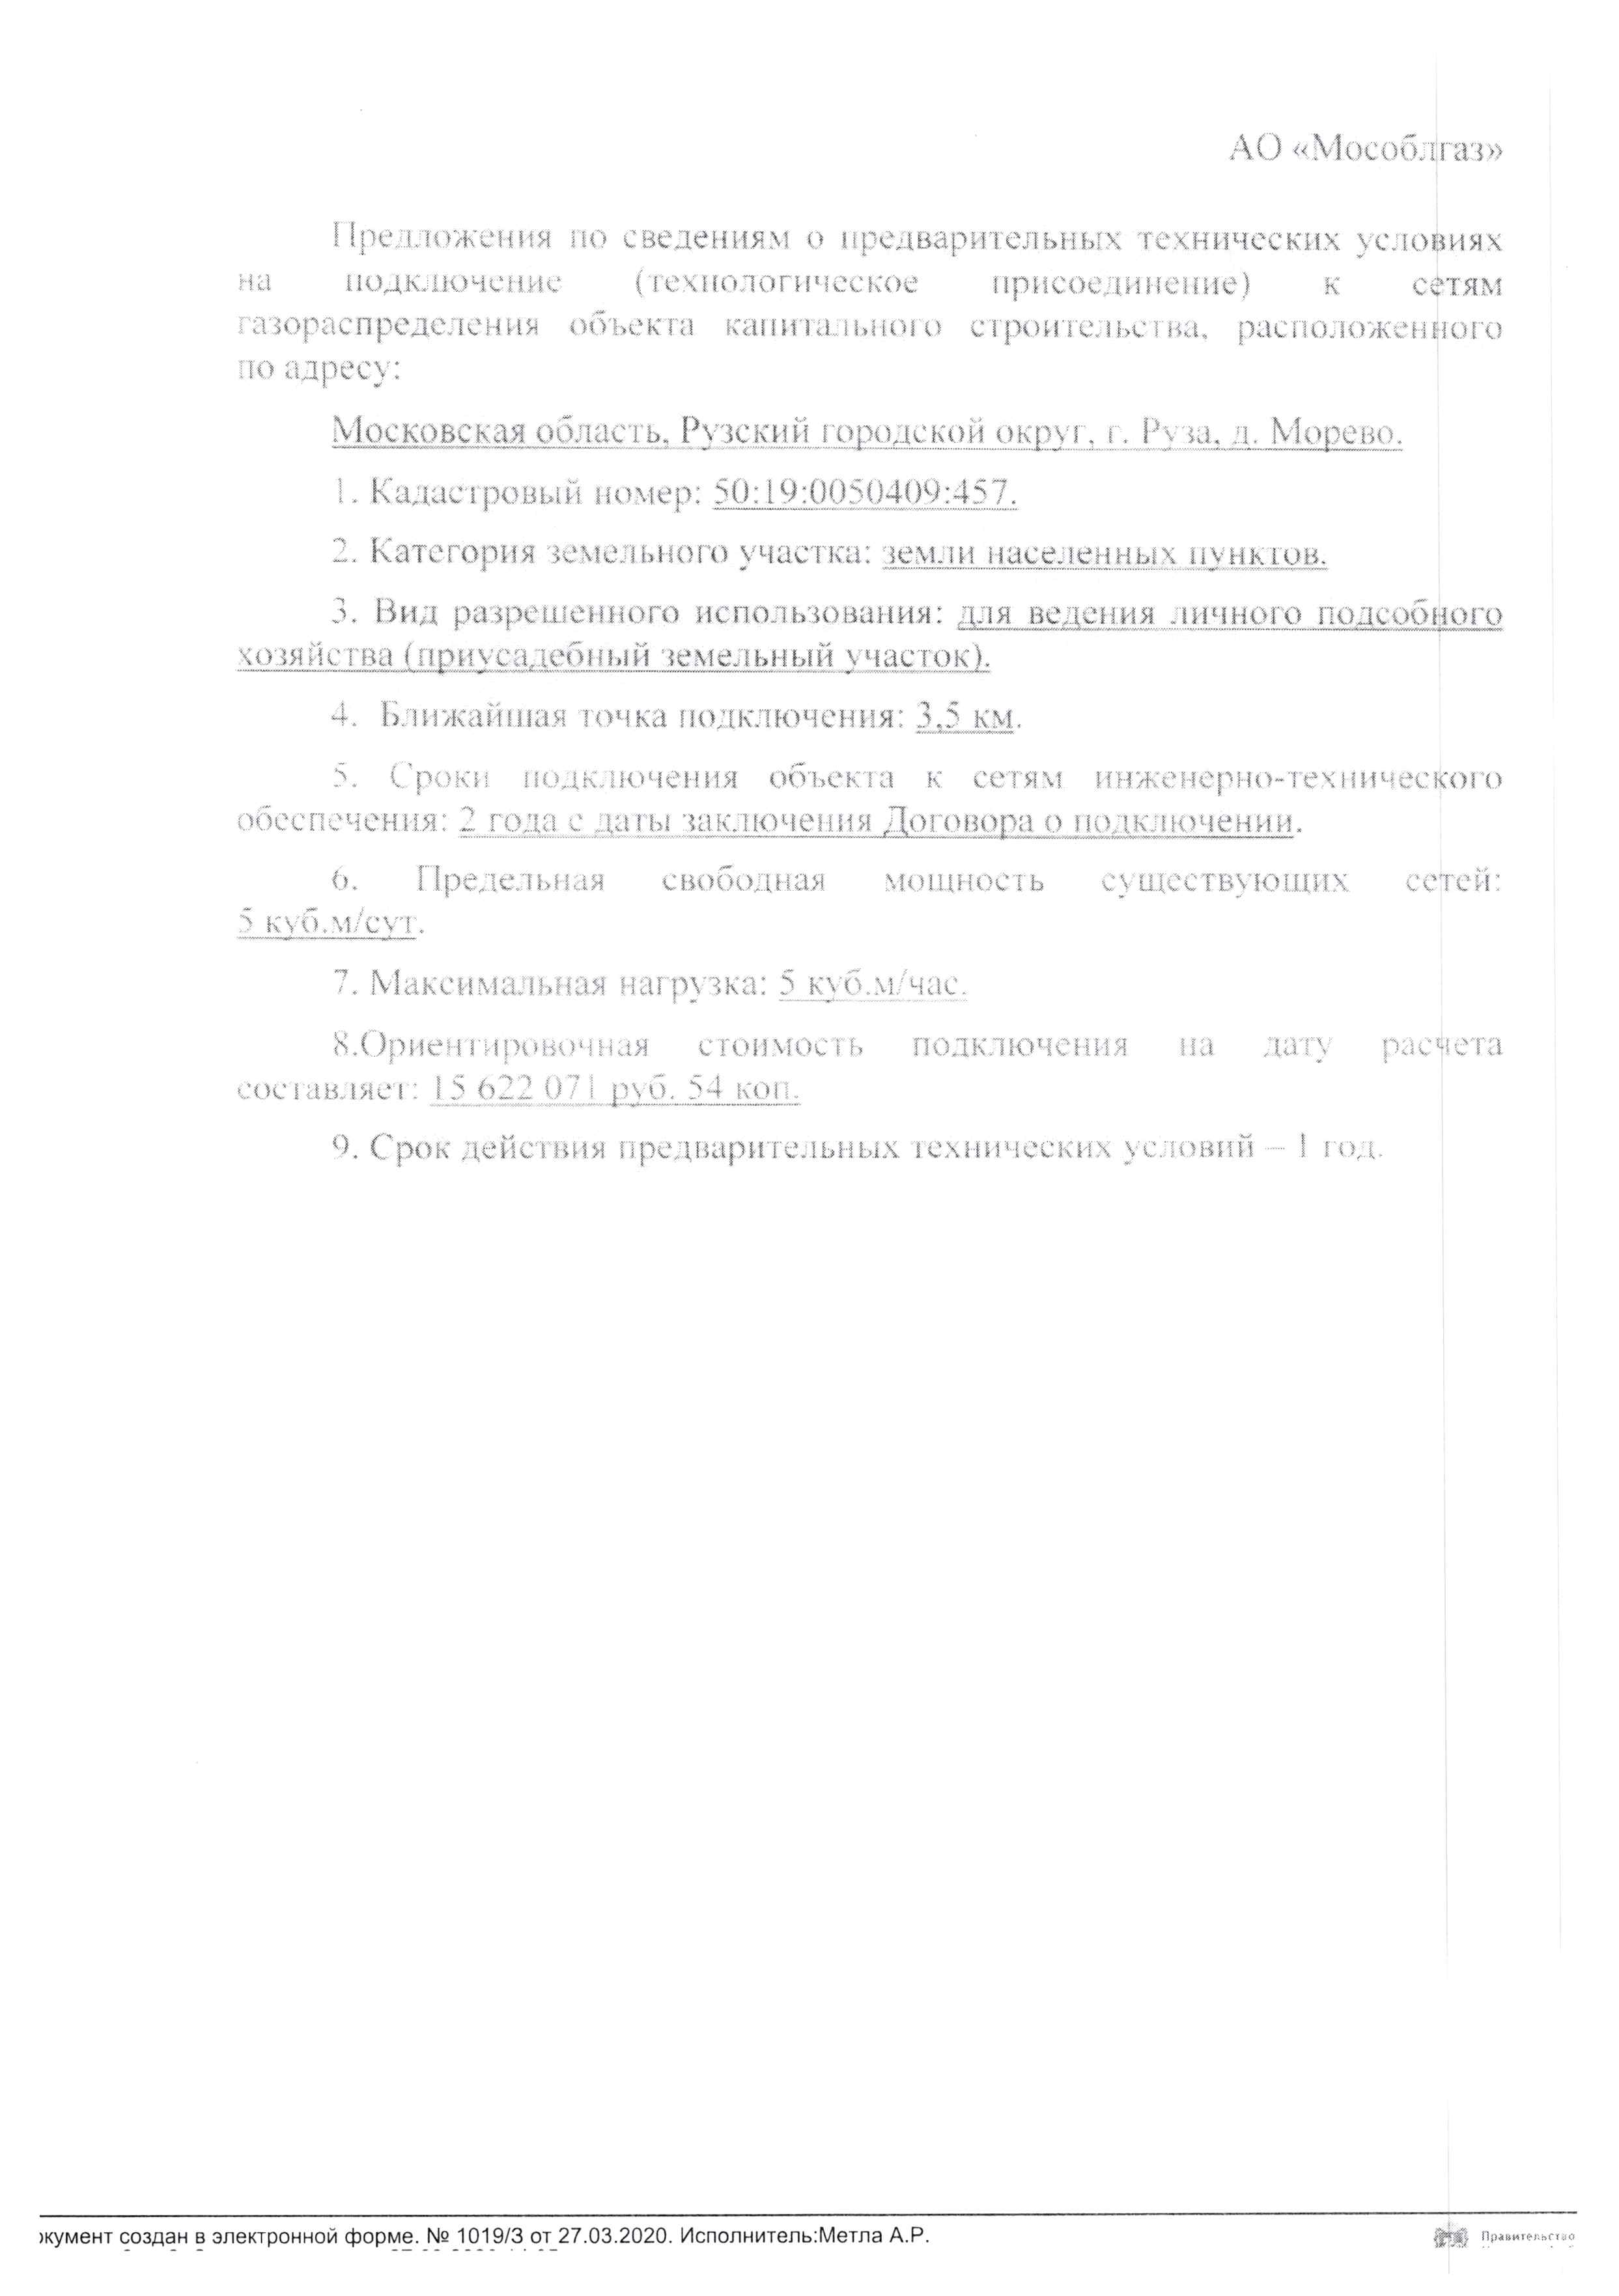 АО «Мособлгаз»
Предложения по сведениям о предварительных технических условиях
на подключение (технологическое присоединение) к сетям
газораспределения объекта капитального строительства, расположенного
по адресу:
Московская область, Рузский городской округ, г. Руза, д. Морево.
1. Кадастровый номер: 50:19:0050409:457.
2. Категория земельного участка: земли населенных пунктов.
3. Вид разрешенного использования: для ведения личного подсобного
хозяйства (приусадебный земельный участок).
4. Ближайшая точка подключения: 3,5 км.
5. Сроки подключения объекта к сетям инженерно-технического
обеспечения: 2 года с даты заключения Договора о подключении.
6. Предельная свободная мощность существующих сетей:
5 куб.м/сут.
7. Максимальная нагрузка: 5 куб.м/час.
8.Ориентировочная стоимость подключения на дату расчета
составляет: 15 622 071 руб. 54 коп.
9. Срок действия предварительных технических условий – 1 год.
окумент создан в электронной форме. № 1019/3 от 27.03.2020. Исполнитель:Метла А.Р.
Правительство